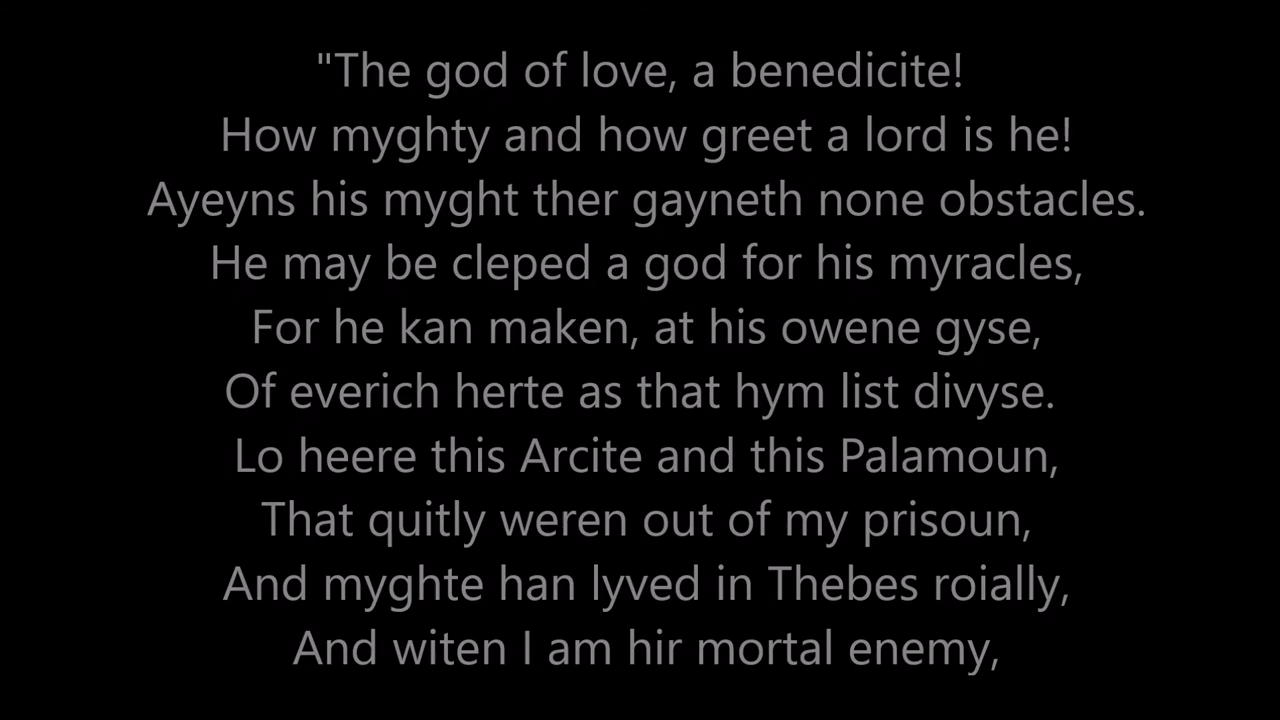 "The god of love, a benedicite!
How myghty and how greet a lord is he!
Ayeyns his myght ther gayneth none obstacles.
He may be cleped a god for his myracles,
For he kan maken, at his owene gyse,
Of everich herte as that hym list divyse.
Lo heere this Arcite and this Palamoun,
That quitly weren out of my prisoun,
And myghte han lyved in Thebes roially,
And witen I am hir mortal enemy,